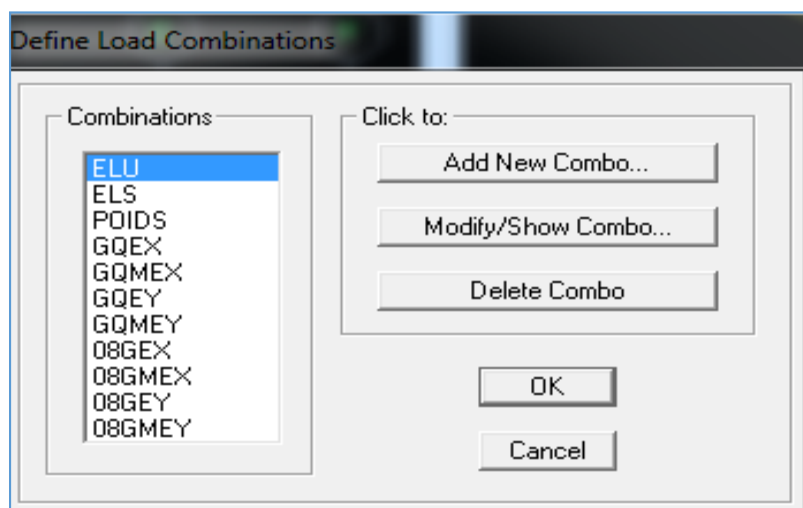 Define Load Combinations
Combinations
ELU
ELS
POIDS
GQEX
GQMEX
GQEY
GQMEY
08GEX
08GMEX
08GEY
08GMEY
Click to:
Add New Combo...
Modify/Show Combo...
Delete Combo
OK
Cancel